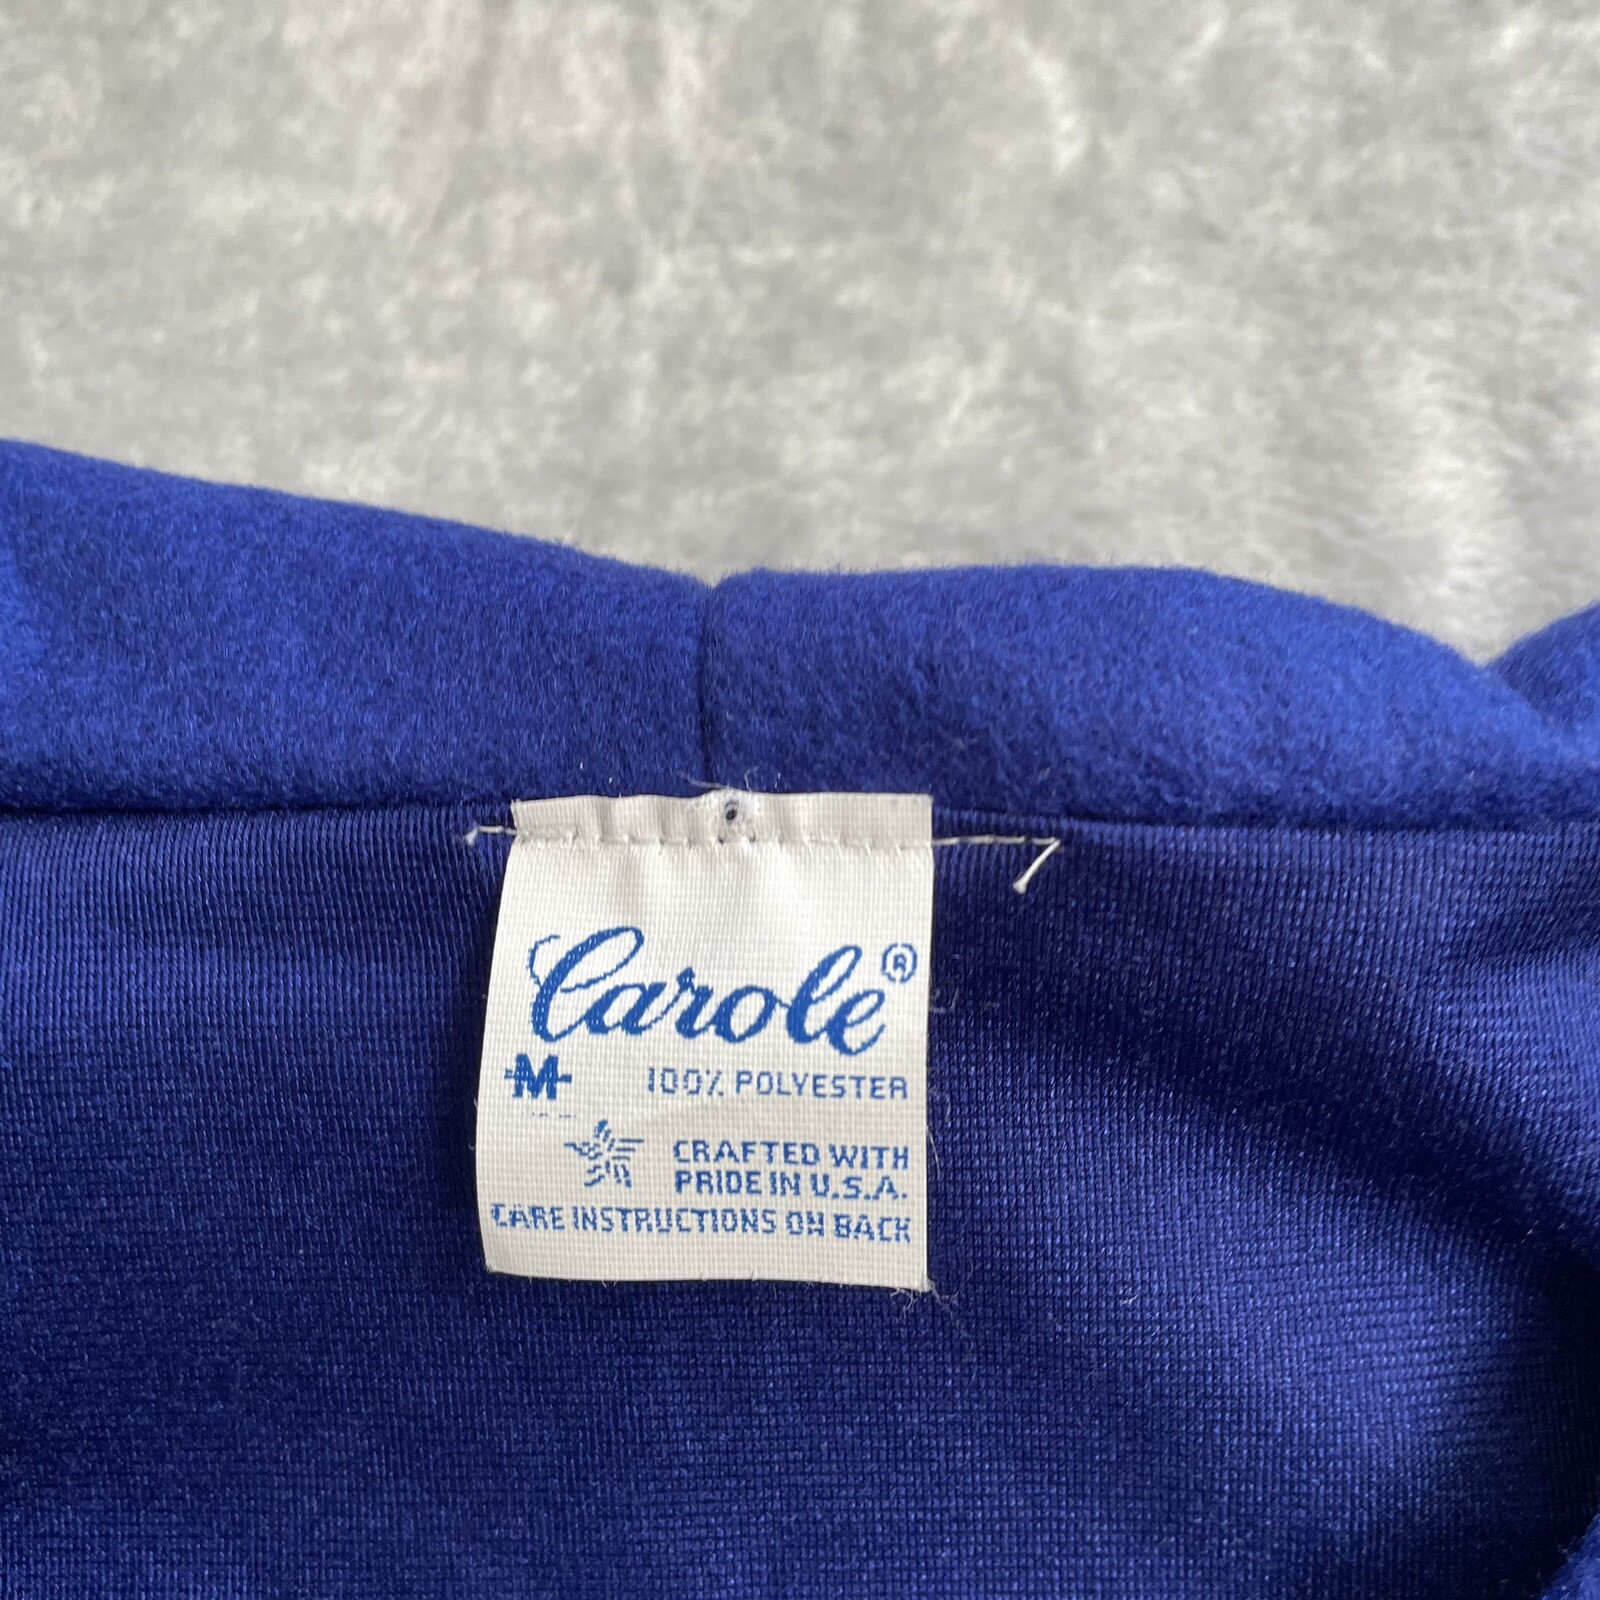 Carole®
M 100% POLYESTER
CRAFTED WITH
PRIDE IN U.S.A.
CARE INSTRUCTIONS ON BACK